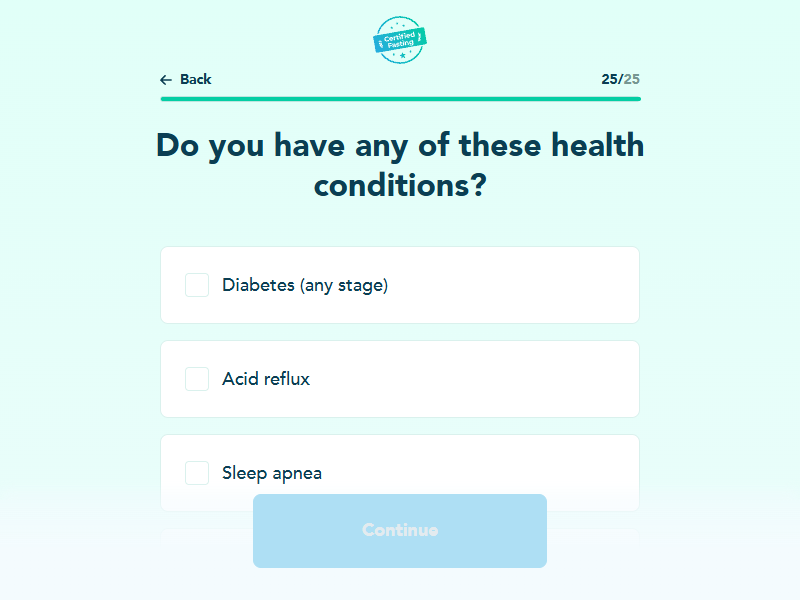 Certified
Fasting
Back
25/25
Do you have any of these health
conditions?
Diabetes (any stage)
Acid reflux
Sleep apnea
Continue